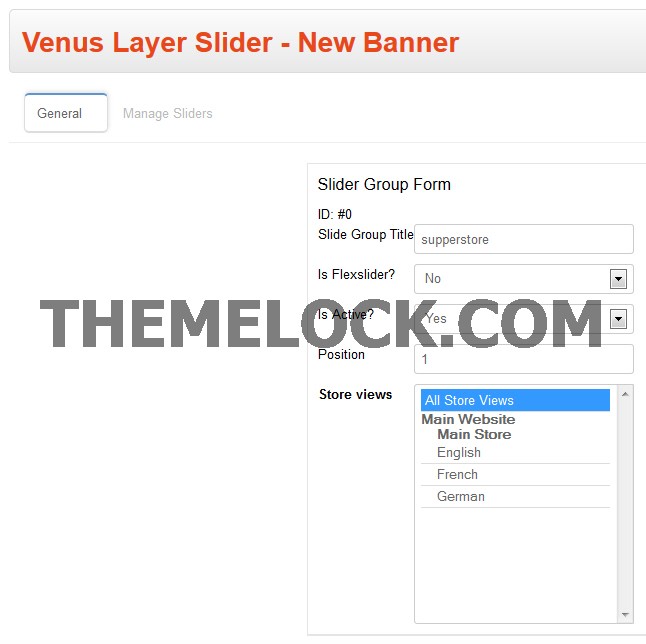 Venus Layer Slider - New Banner
General Manage Sliders
Slider Group Form
ID: #0
Slide Group Title supperstore
Is Flexslider? No
Is Active? Yes
THEMELOCK.COM
Position 1
Store views All Store Views
Main Website
Main Store
English
French
German